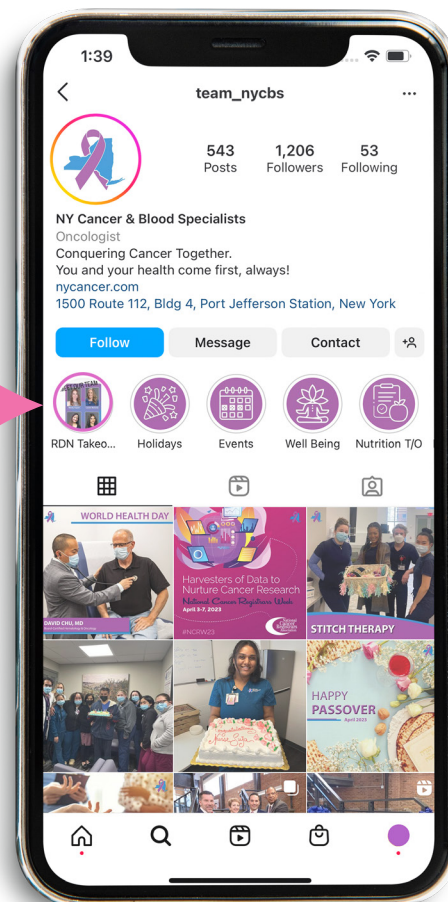 1:39
team_nycbs
543
1,206
53
Posts
Followers
Following
NY Cancer & Blood Specialists
Oncologist
Conquering Cancer Together.
You and your health come first, always!
nycancer.com
1500 Route 112, Bldg 4, Port Jefferson Station, New York
Follow
Message
Contact
MEET OUR TEAM
RDN Takeo...
Holidays
Events
Well Being
Nutrition T/O
WORLD HEALTH DAY
DAVID CHU, MD
Harvesters of Data to
Nurture Cancer Research
National Cancer Registrars Week
April 3-7, 2023
#NCRW23
STITCH THERAPY
HAPPY
PASSOVER
April 2023